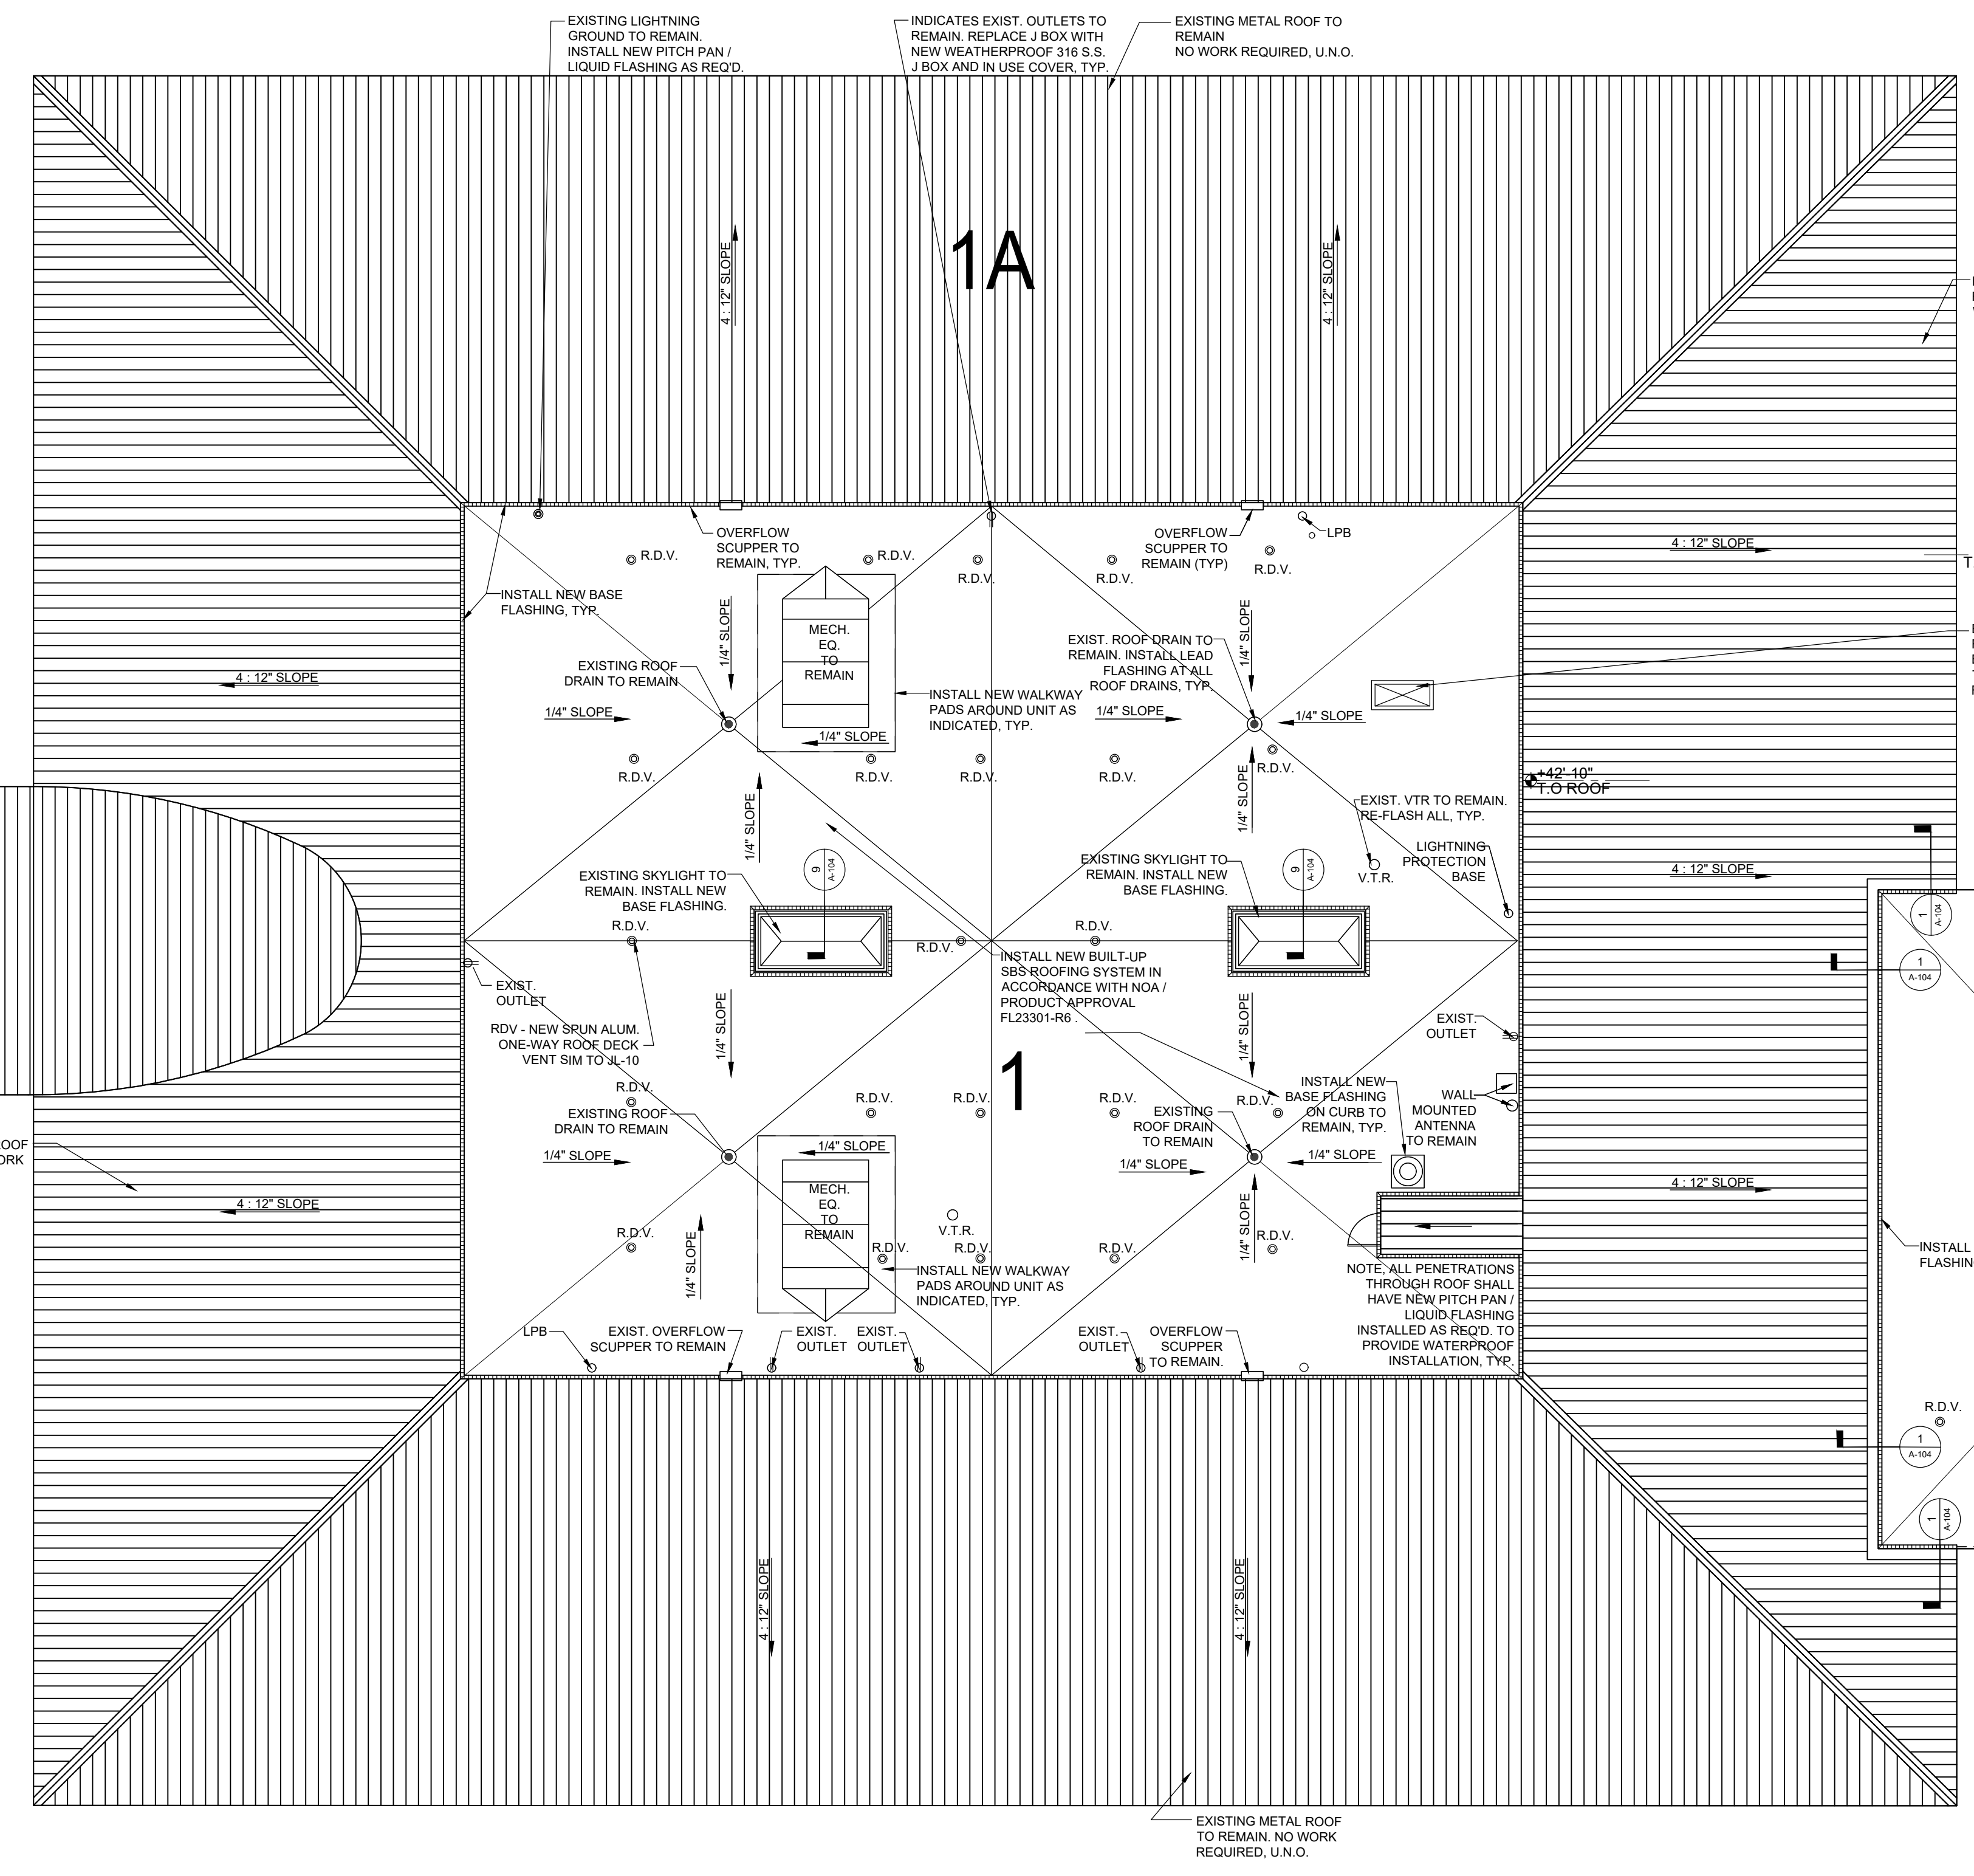 EXISTING LIGHTNING
GROUND TO REMAIN.
INSTALL NEW PITCH PAN /
LIQUID FLASHING AS REQ'D.
INDICATES EXIST. OUTLETS TO
REMAIN. REPLACE J BOX WITH
NEW WEATHERPROOF 316 S.S.
J BOX AND IN USE COVER, TYP.
EXISTING METAL ROOF TO
REMAIN
NO WORK REQUIRED, U.N.O.
1A
4 : 12" SLOPE
4 : 12" SLOPE
OVERFLOW
SCUPPER TO
REMAIN, TYP.
OVERFLOW
SCUPPER TO
REMAIN (TYP)
LPB
R.D.V.
R.D.V.
R.D.V.
R.D.V.
R.D.V.
4 : 12" SLOPE
INSTALL NEW BASE
FLASHING, TYP.
1/4" SLOPE
MECH.
EQ.
TO
REMAIN
EXISTING ROOF
DRAIN TO REMAIN
EXIST. ROOF DRAIN TO
REMAIN. INSTALL LEAD
FLASHING AT ALL
ROOF DRAINS, TYP.
1/4" SLOPE
4 : 12" SLOPE
INSTALL NEW WALKWAY
PADS AROUND UNIT AS
INDICATED, TYP.
1/4" SLOPE
1/4" SLOPE
1/4" SLOPE
1/4" SLOPE
R.D.V.
R.D.V.
R.D.V.
R.D.V.
R.D.V.
+42'-10"
T.O ROOF
1/4" SLOPE
1/4" SLOPE
EXIST. VTR TO REMAIN.
RE-FLASH ALL, TYP.
V.T.R.
LIGHTNING
PROTECTION
BASE
4 : 12" SLOPE
EXISTING SKYLIGHT TO
REMAIN. INSTALL NEW
BASE FLASHING.
9
A-104
EXISTING SKYLIGHT TO
REMAIN. INSTALL NEW
BASE FLASHING.
9
A-104
1
A-104
1
A-104
R.D.V.
R.D.V.
R.D.V.
EXIST.
OUTLET
INSTALL NEW BUILT-UP
SBS ROOFING SYSTEM IN
ACCORDANCE WITH NOA /
PRODUCT APPROVAL
FL23301-R6 .
RDV - NEW SPUN ALUM.
ONE-WAY ROOF DECK
VENT SIM TO JL-10
1/4" SLOPE
1/4" SLOPE
EXIST.
OUTLET
1
R.D.V.
R.D.V.
R.D.V.
R.D.V.
R.D.V.
INSTALL NEW
BASE FLASHING
ON CURB TO
REMAIN, TYP.
WALL
MOUNTED
ANTENNA
TO REMAIN
EXISTING ROOF
DRAIN TO REMAIN
EXISTING
ROOF DRAIN
TO REMAIN
1/4" SLOPE
1/4" SLOPE
1/4" SLOPE
1/4" SLOPE
4 : 12" SLOPE
4 : 12" SLOPE
MECH.
EQ.
TO
REMAIN
V.T.R.
1/4" SLOPE
1/4" SLOPE
R.D.V.
R.D.V.
R.D.V.
R.D.V.
R.D.V.
INSTALL NEW WALKWAY
PADS AROUND UNIT AS
INDICATED, TYP.
NOTE, ALL PENETRATIONS
THROUGH ROOF SHALL
HAVE NEW PITCH PAN /
LIQUID FLASHING
INSTALLED AS REQ'D. TO
PROVIDE WATERPROOF
INSTALLATION, TYP.
INSTALL
LPB
EXIST. OVERFLOW
SCUPPER TO REMAIN
EXIST.
OUTLET
EXIST.
OUTLET
EXIST.
OUTLET
OVERFLOW
SCUPPER
TO REMAIN.
R.D.V.
1
A-104
1
A-104
4 : 12" SLOPE
4 : 12" SLOPE
EXISTING METAL ROOF
TO REMAIN. NO WORK
REQUIRED, U.N.O.